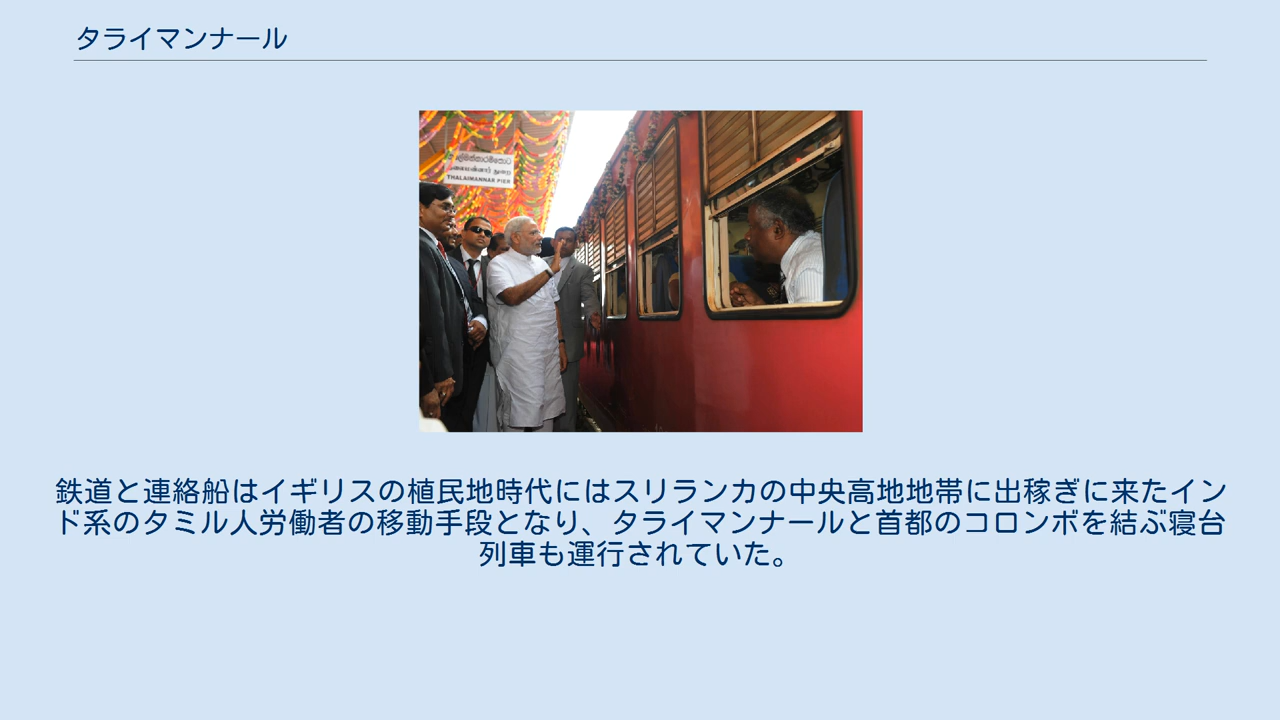 タライマンナール
THALAIMANNAR PIER
鉄道と連絡船はイギリスの植民地時代にはスリランカの中央高地地帯に出稼ぎに来たイン
ド系のタミル人労働者の移動手段となり、タライマンナールと首都のコロンボを結ぶ寝台
列車も運行されていた。